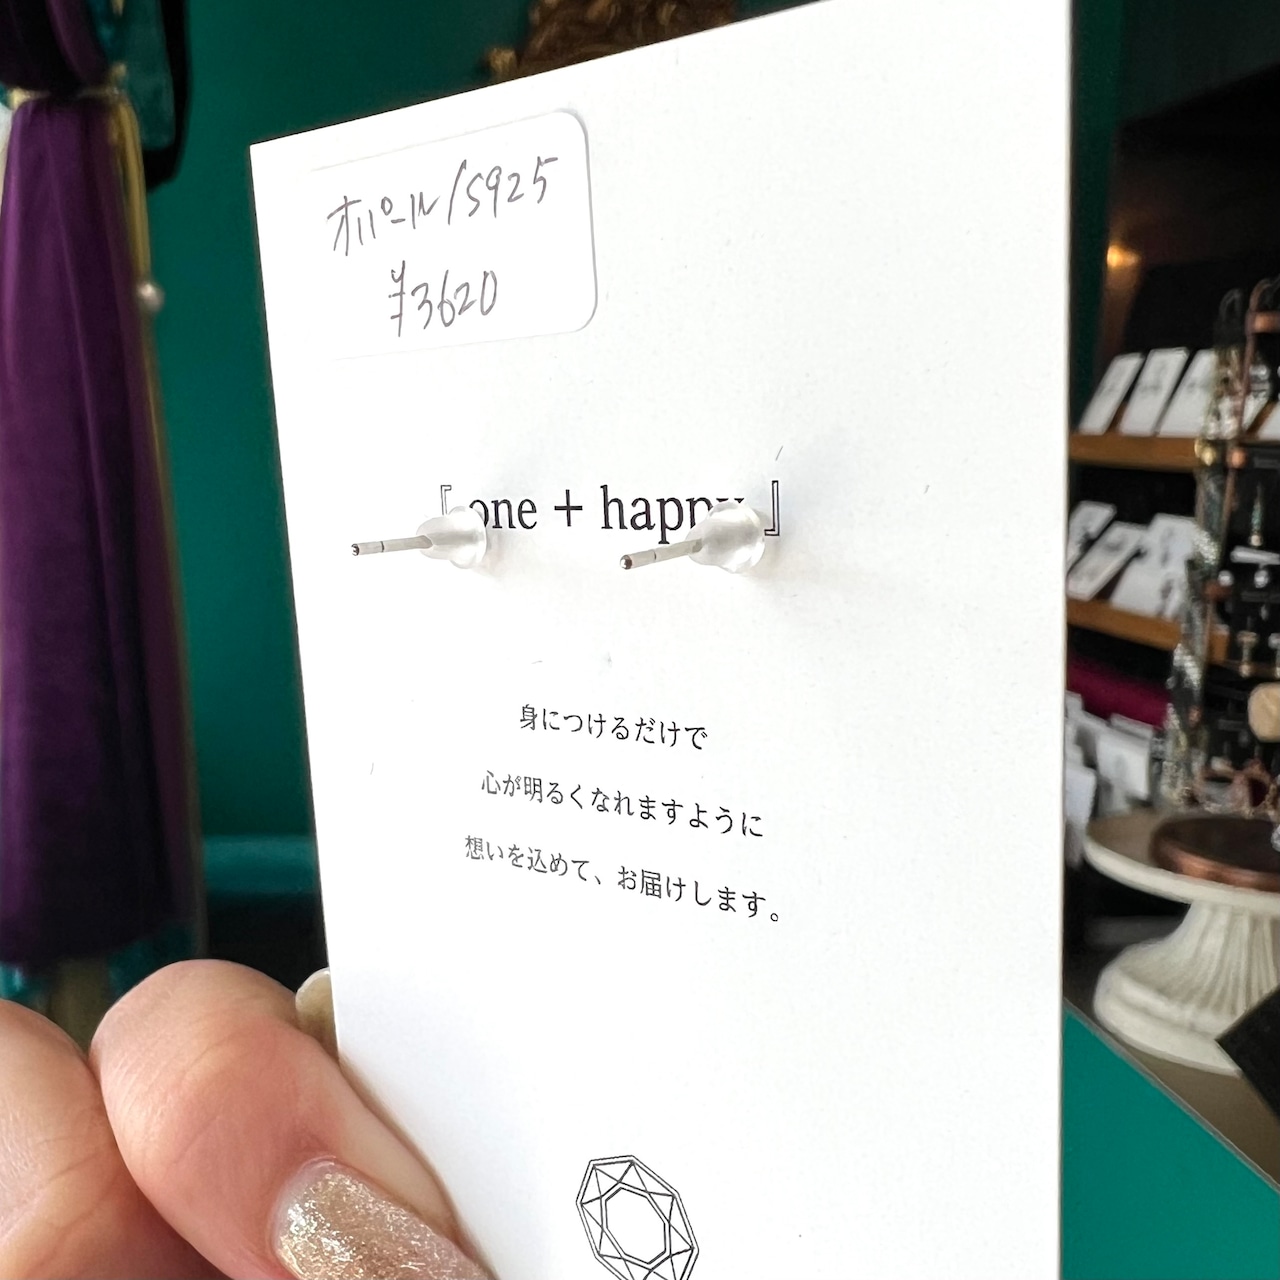 オパール/S925
¥3620
『 one + happy 』
身につけるだけで
心が明るくなれますように
想いを込めて、お届けします。